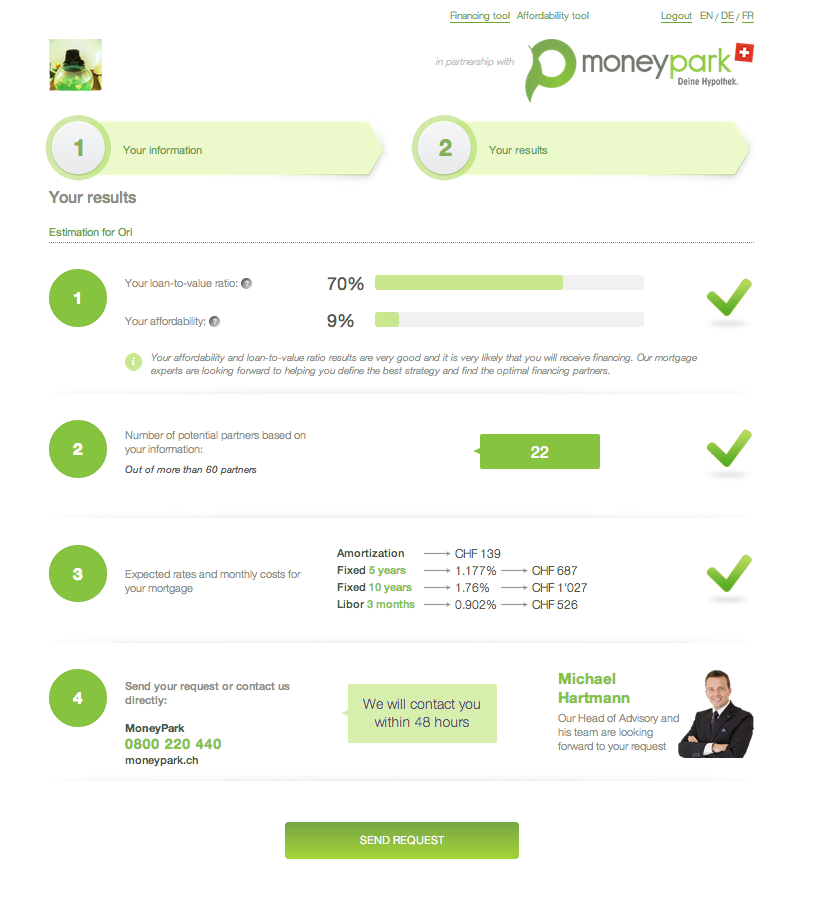 Financing tool Affordability tool Logout EN / DE / FR
in partnership with moneypark
Deine Hypothek.
1 Your information
2 Your results
Your results
Estimation for Ori
1
Your loan-to-value ratio: ? 70%
Your affordability: ? 9%
i Your affordability and loan-to-value ratio results are very good and it is very likely that you will receive financing. Our mortgage
experts are looking forward to helping you define the best strategy and find the optimal financing partners.
2
Number of potential partners based on
your information:
Out of more than 60 partners
22
3
Expected rates and monthly costs for
your mortgage
Amortization CHF 139
Fixed 5 years 1.177% CHF 687
Fixed 10 years 1.76% CHF 1'027
Libor 3 months 0.902% CHF 526
4
Send your request or contact us
directly:
MoneyPark
0800 220 440
moneypark.ch
We will contact you
within 48 hours
Michael
Hartmann
Our Head of Advisory and
his team are looking
forward to your request
SEND REQUEST